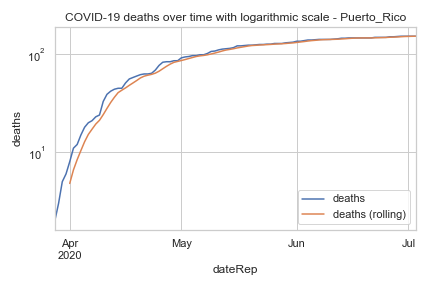 COVID-19 deaths over time with logarithmic scale - Puerto_Rico
deaths
10²
10¹
Apr
2020
May
Jun
Jul
dateRep
deaths
deaths (rolling)